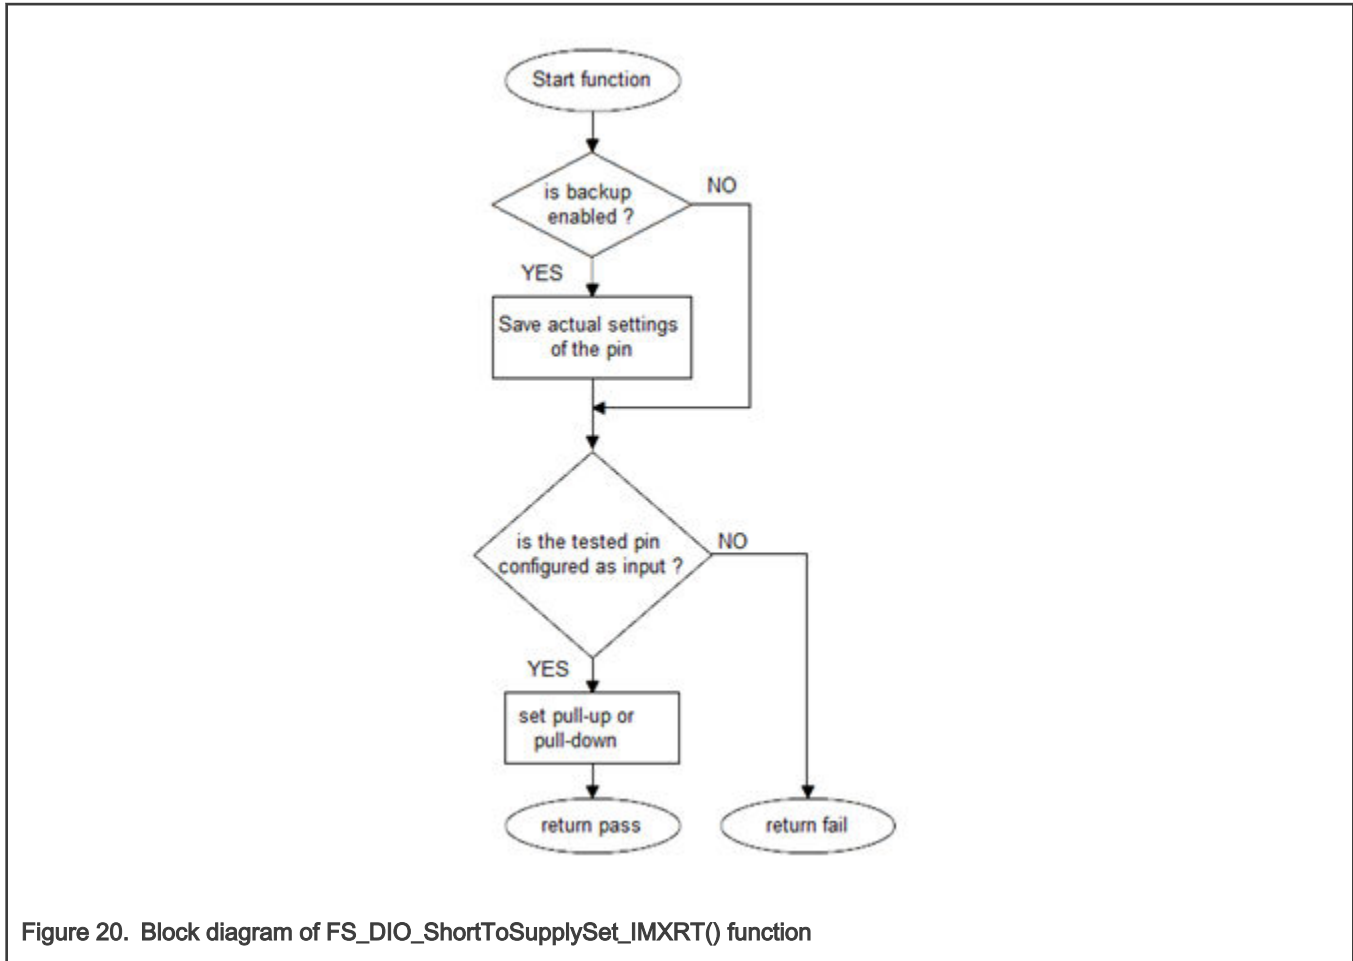 Start function
is backup
enabled ?
NO
YES
Save actual settings
of the pin
is the tested pin
configured as input ?
NO
YES
set pull-up or
pull-down
return pass
return fail
Figure 20. Block diagram of FS_DIO_ShortToSupplySet_IMXRT() function